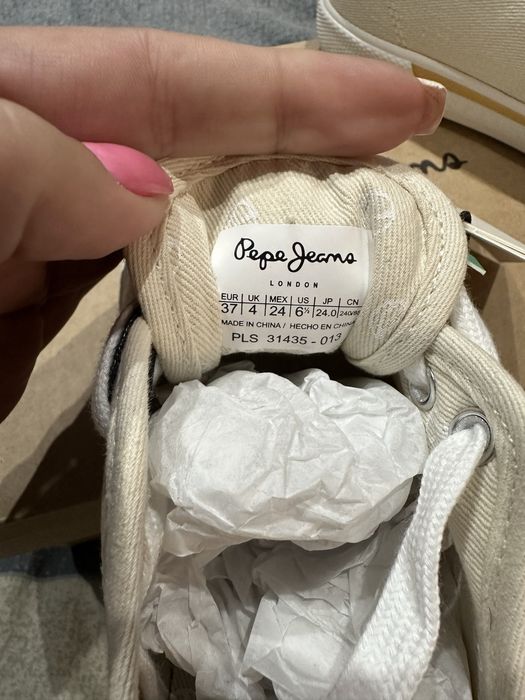 Pepe Jeans
LONDON
EUR UK MEX US JP CN
37 4 24 6½ 24.0
MADE IN CHINA / HECHO EN CHINA
PLS 31435 - 013